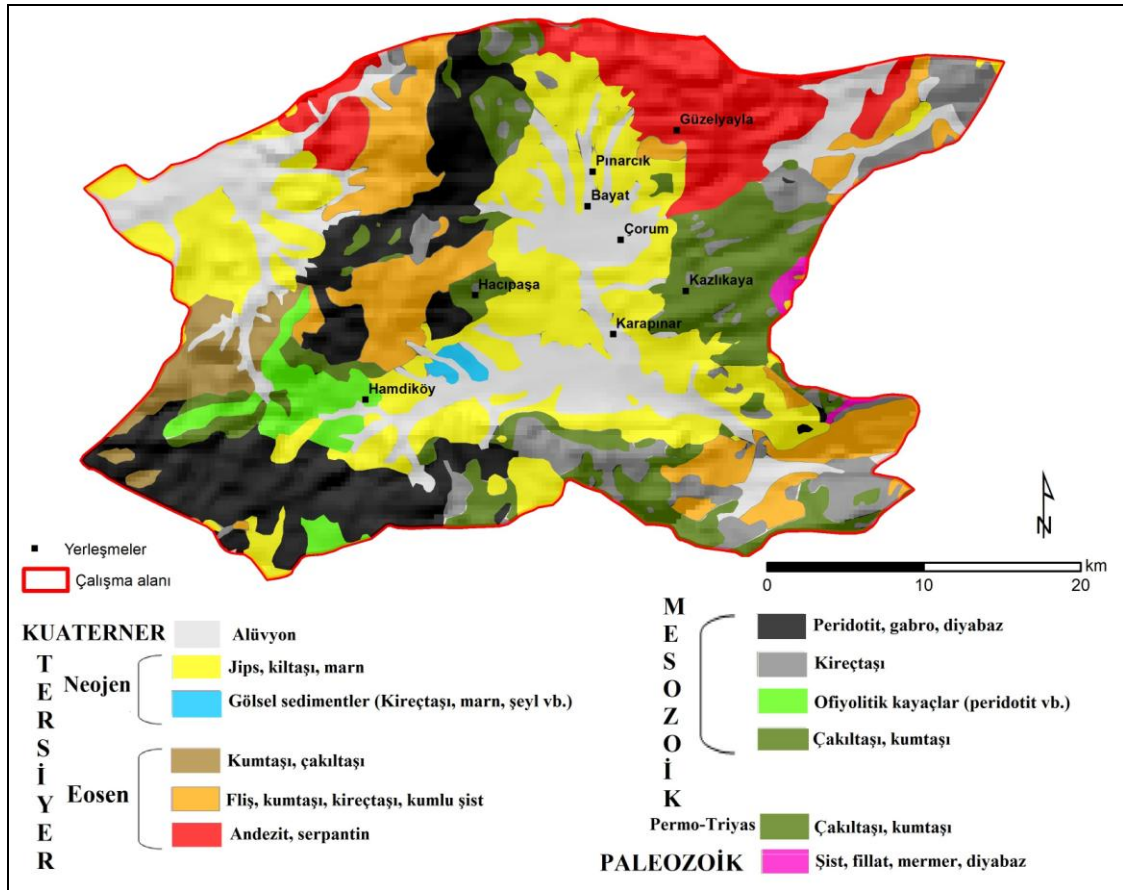 Güzelyayla
Pınarcık
Bayat
Çorum
Hacıpaşa
Kazlıkaya
Karapınar
Hamdiköy
N
Yerleşmeler
Çalışma alanı
km
0 10 20
KUATERNER
Alüvyon
TERSİYER
Neojen
Jips, kiltaşı, marn
Gölsel sedimentler (Kireçtaşı, marn, şeyl vb.)
Eosen
Kumtaşı, çakıltaşı
Fliş, kumtaşı, kireçtaşı, kumlu şist
Andezit, serpantin
MESOZOİK
Peridotit, gabro, diyabaz
Kireçtaşı
Ofiyolitik kayaçlar (peridotit vb.)
Çakıltaşı, kumtaşı
Permo-Triyas
Çakıltaşı, kumtaşı
PALEOZOİK
Şist, fillat, mermer, diyabaz